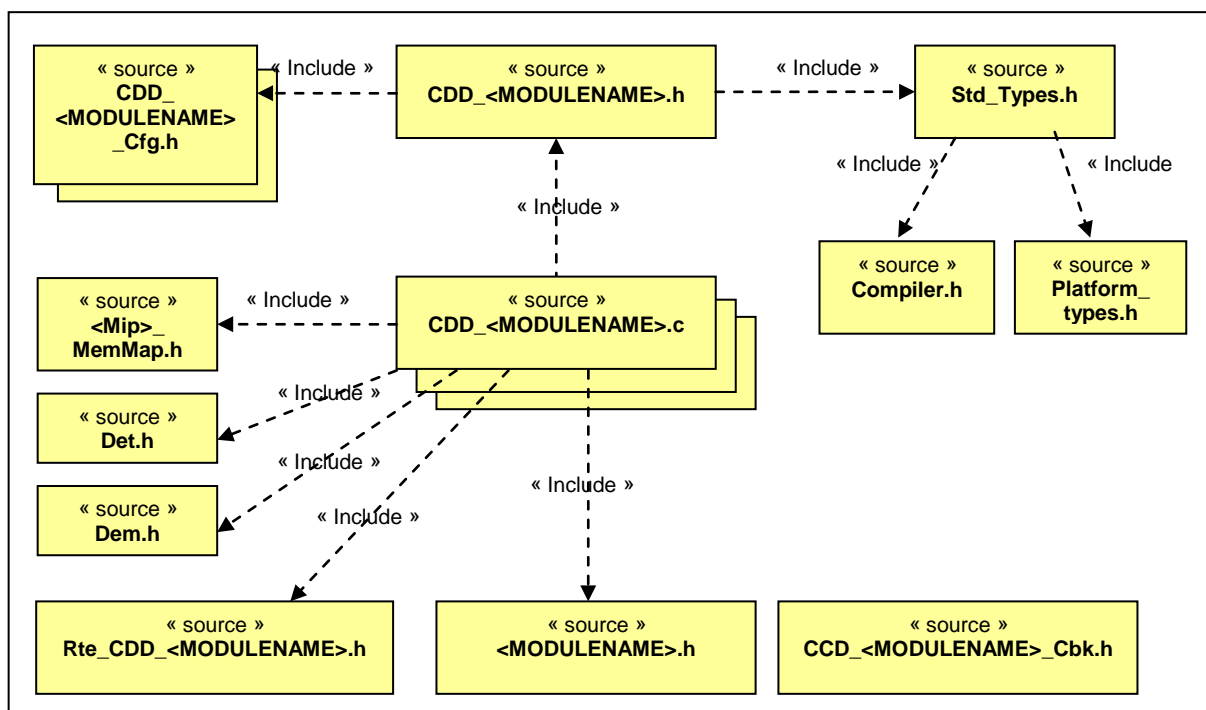 « source »
CDD_
<MODULENAME>
_Cfg.h
« Include »
« source »
CDD_<MODULENAME>.h
« Include »
« source »
Std_Types.h
« Include »
« Include
« Include »
« source »
Compiler.h
« source »
Platform_
types.h
« source »
<Mip>_
MemMap.h
« Include »
« source »
CDD_<MODULENAME>.c
« source »
Det.h
« Include »
« Include »
« Include »
« source »
Dem.h
« Include »
« source »
Rte_CDD_<MODULENAME>.h
« source »
<MODULENAME>.h
« source »
CCD_<MODULENAME>_Cbk.h